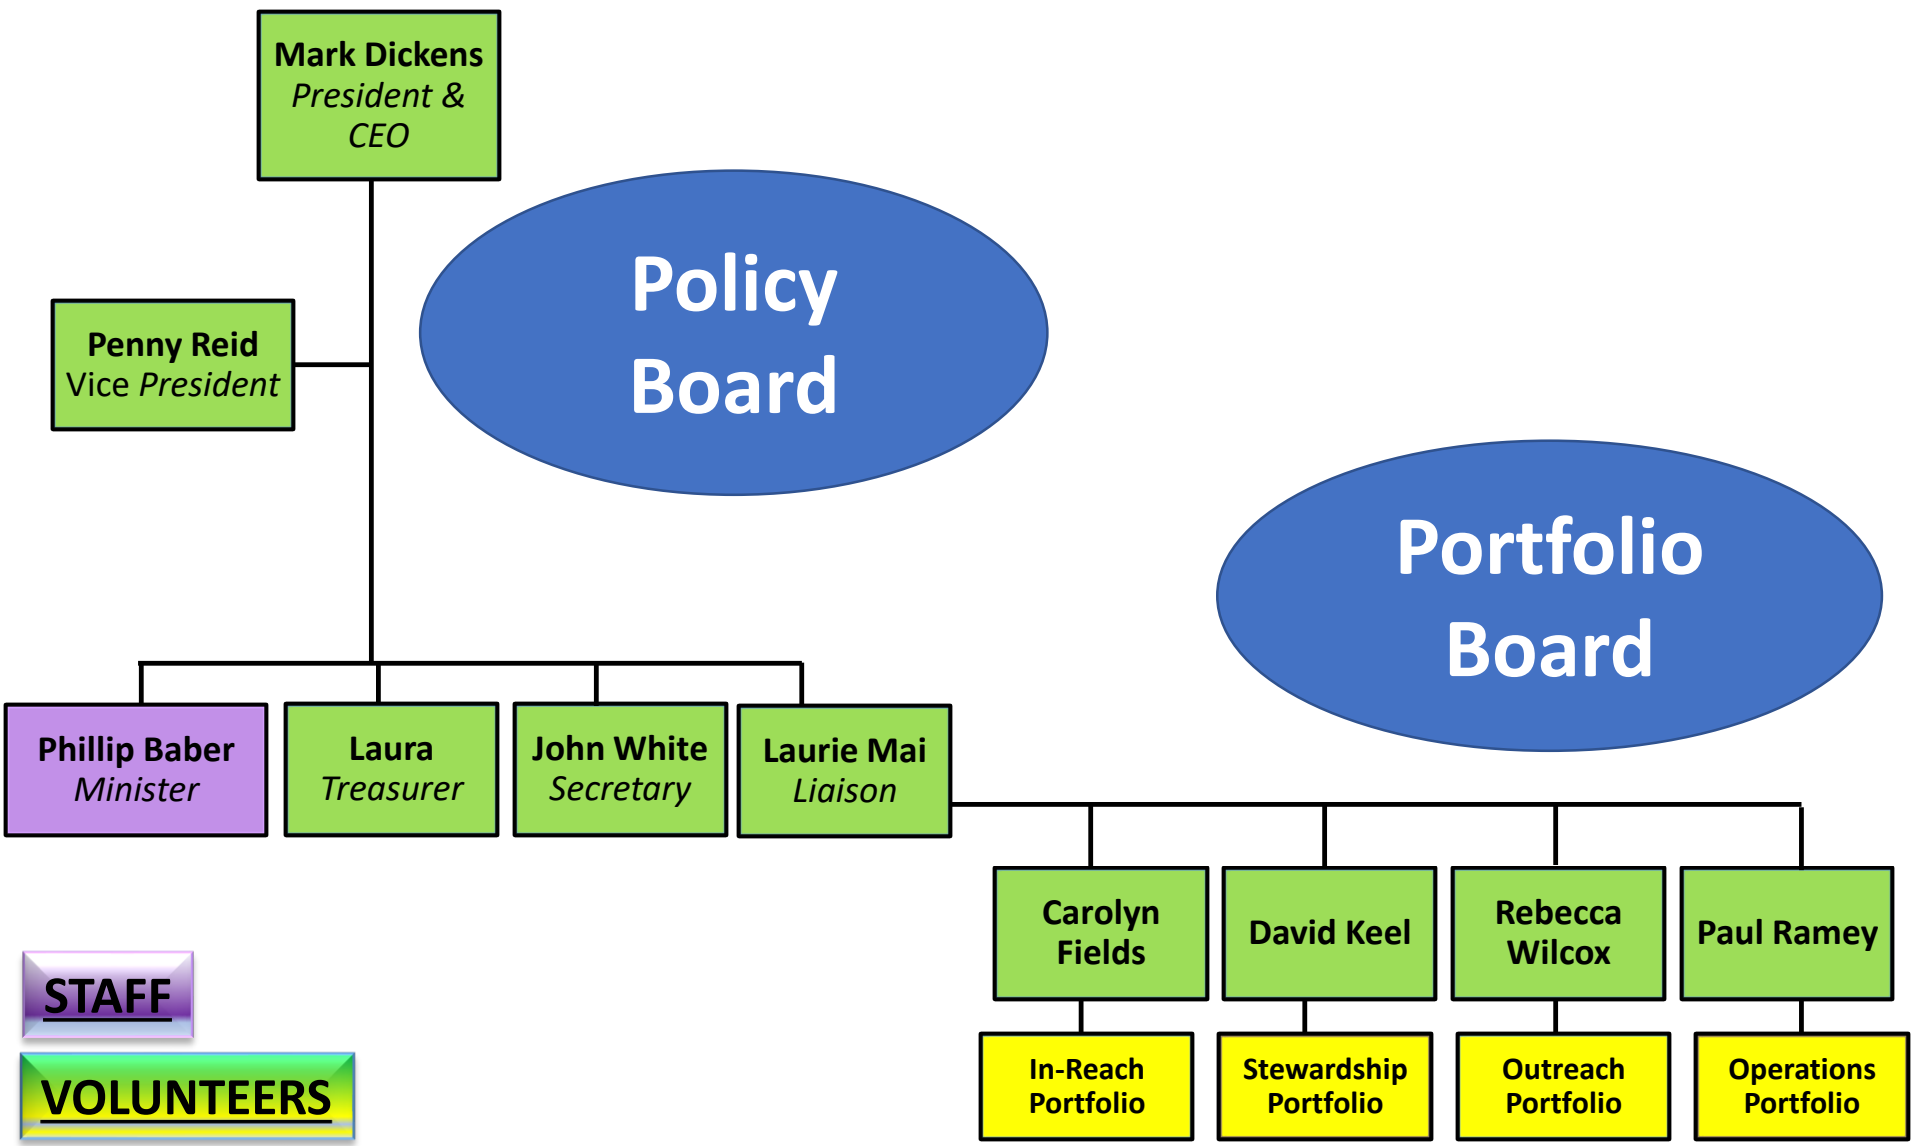 Mark Dickens
President &
CEO
Policy
Board
Penny Reid
Vice President
Portfolio
Board
Phillip Baber
Minister
Laura
Treasurer
John White
Secretary
Laurie Mai
Liaison
Carolyn
Fields
David Keel
Rebecca
Wilcox
Paul Ramey
In-Reach
Portfolio
Stewardship
Portfolio
Outreach
Portfolio
Operations
Portfolio
STAFF
VOLUNTEERS